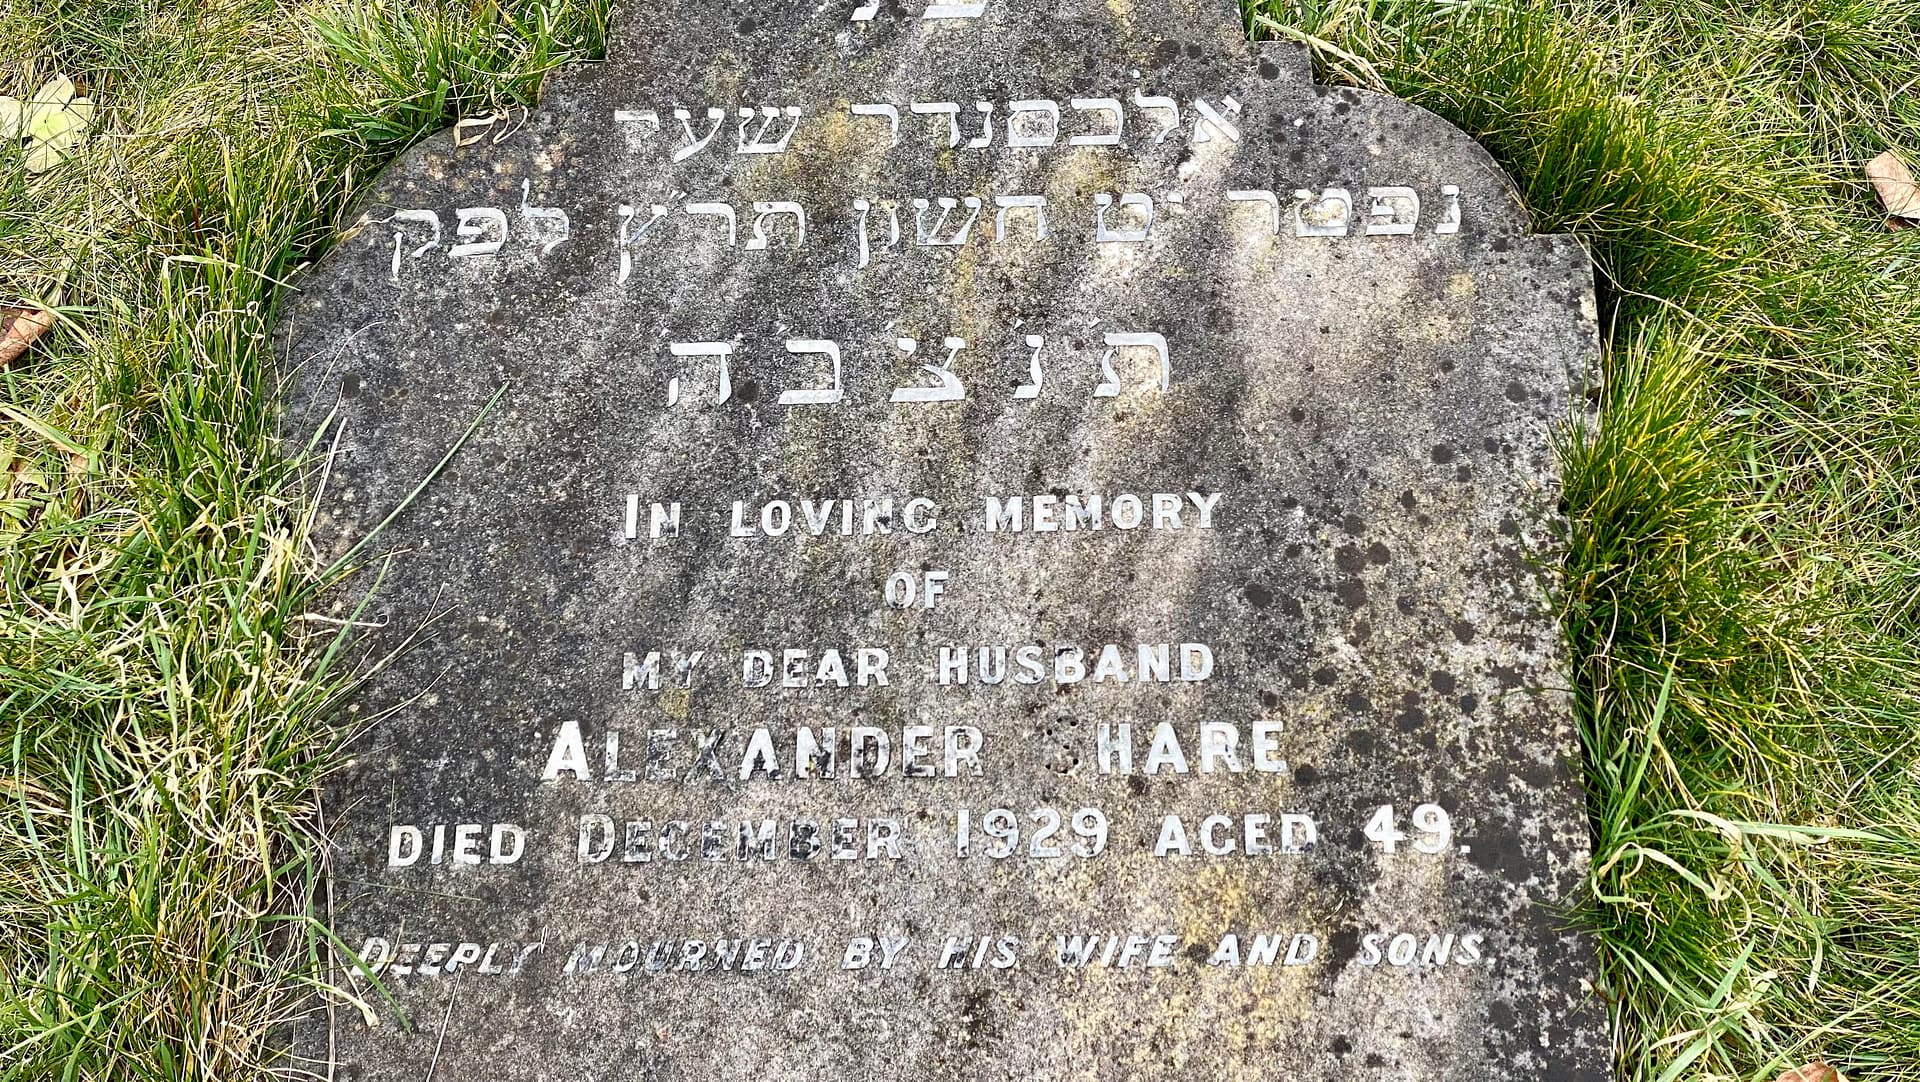 אלכסנדר שער
נפטר יט חשון תר״ץ לפק
ת׳ נ׳ צ׳ ב׳ ה׳
IN LOVING MEMORY
OF
MY DEAR HUSBAND
ALEXANDER SHARE
DIED DECEMBER 1929 AGED 49.
DEEPLY MOURNED BY HIS WIFE AND SONS.